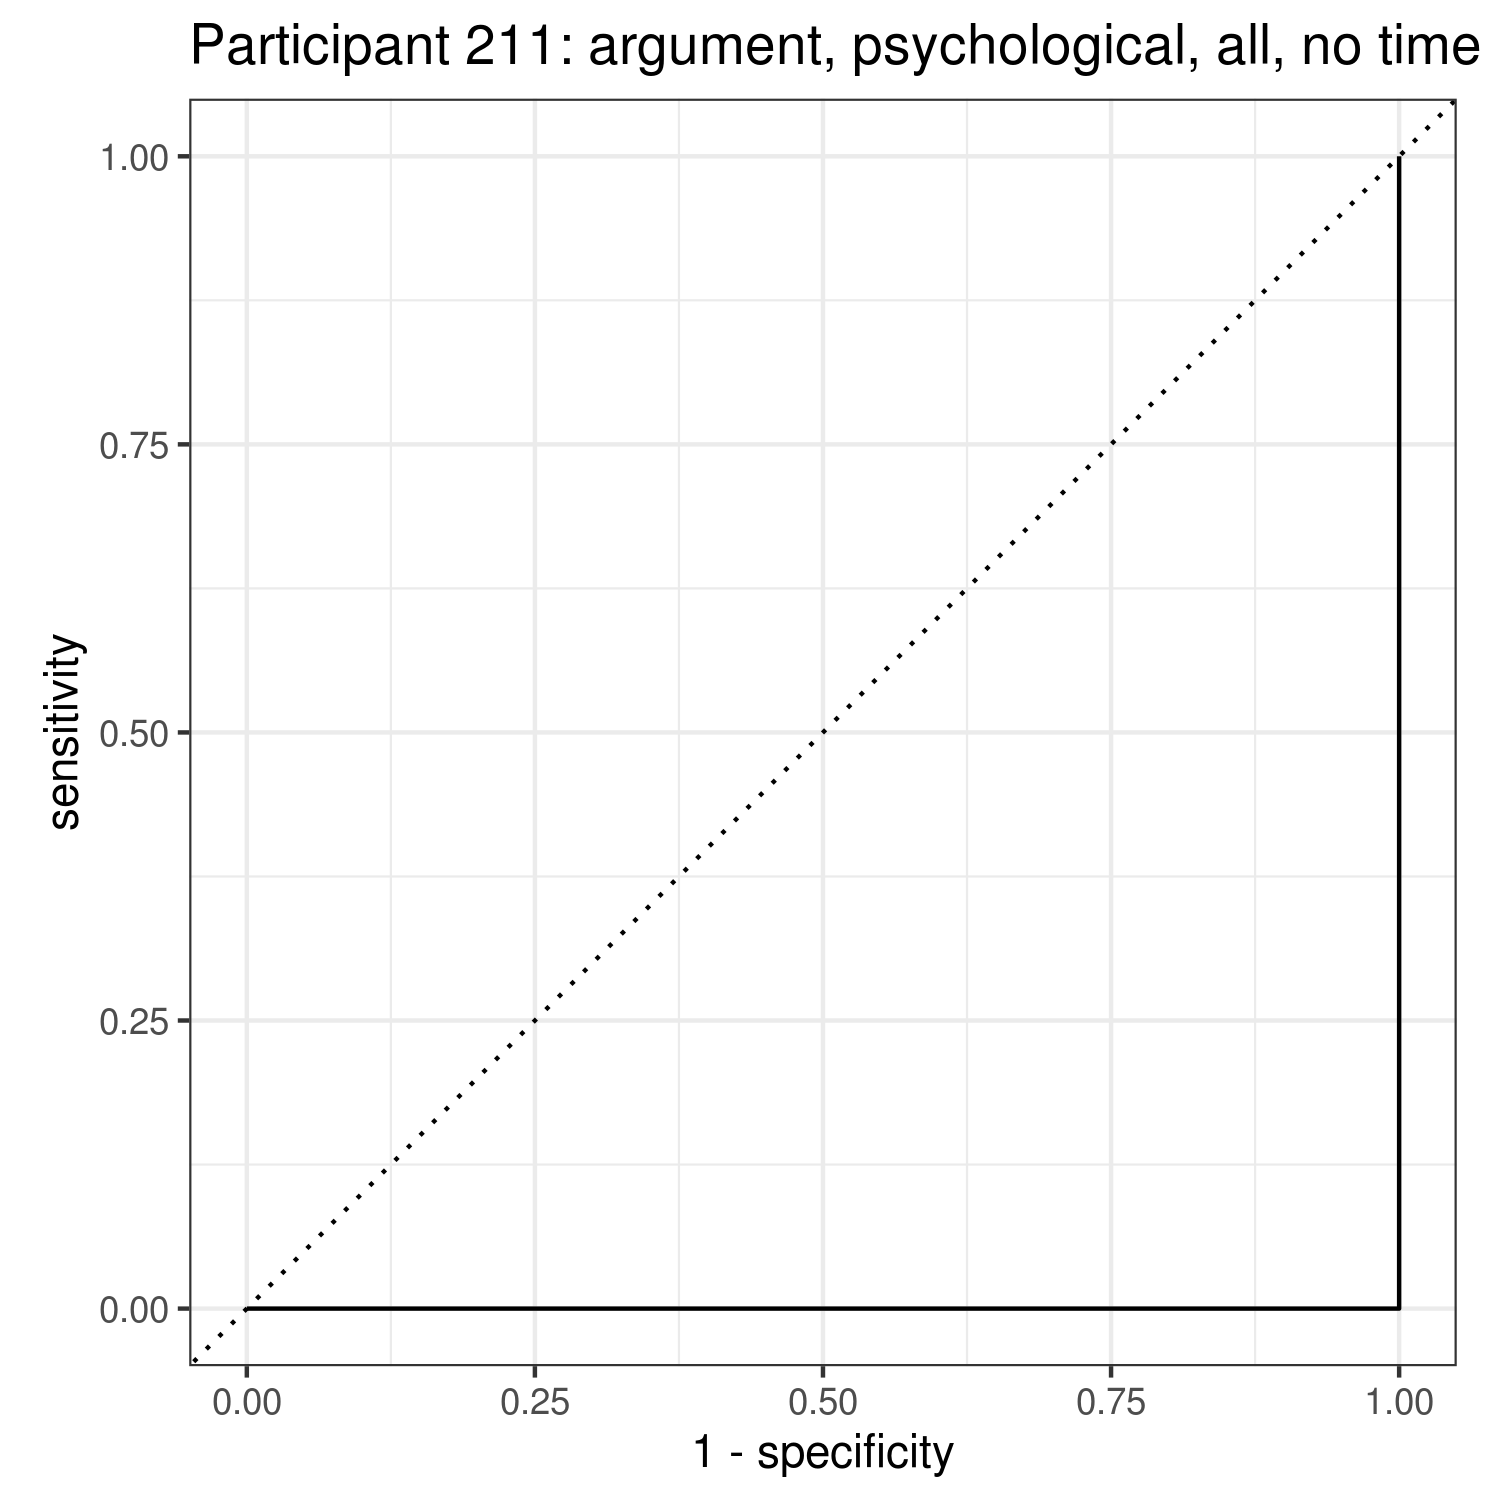 Participant 211: argument, psychological, all, no time
1.00
0.75
0.50
0.25
0.00
sensitivity
0.00 0.25 0.50 0.75 1.00
1 - specificity